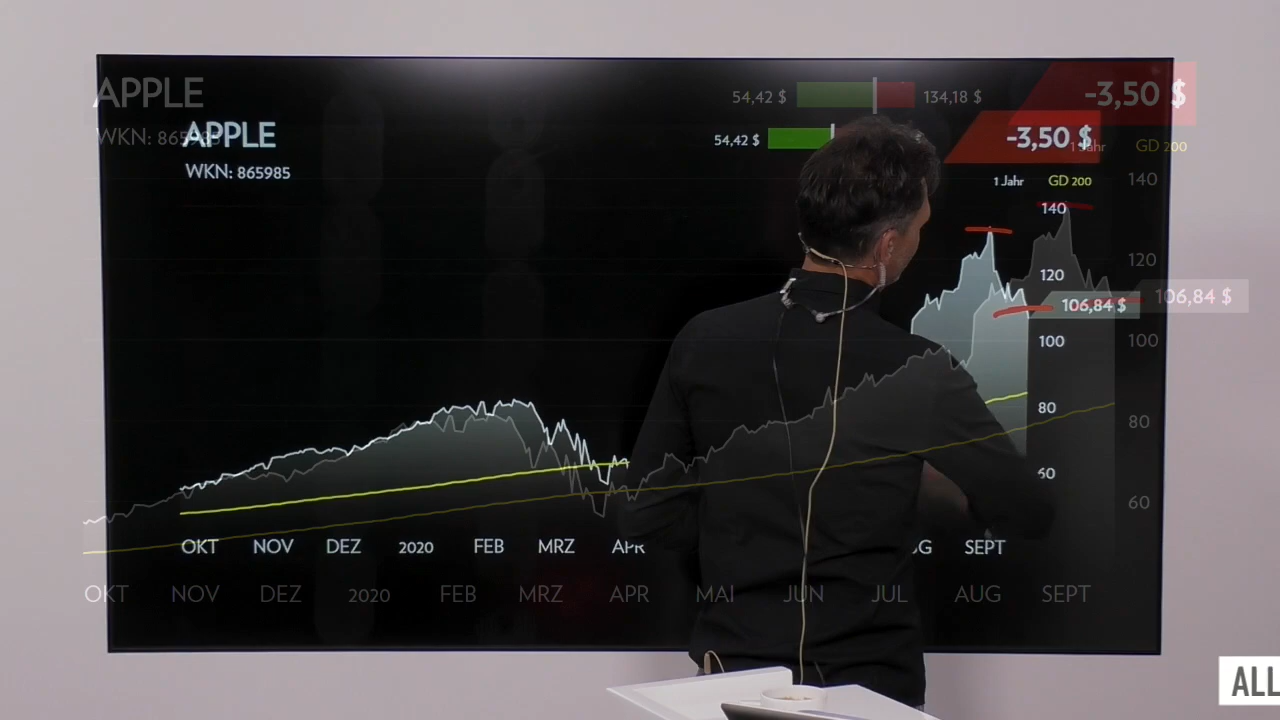 APPLE
54,42 $
134,18 $
-3,50 $
WKN: 865985
1 Jahr
GD 200
APPLE
54,42 $
-3,50 $
WKN: 865985
1 Jahr
GD 200
140
140
120
120
106,84 $
106,84 $
100
100
80
80
60
60
OKT NOV DEZ 2020 FEB MRZ APR SEPT
OKT NOV DEZ 2020 FEB MRZ APR MAI JUN JUL AUG SEPT
ALL